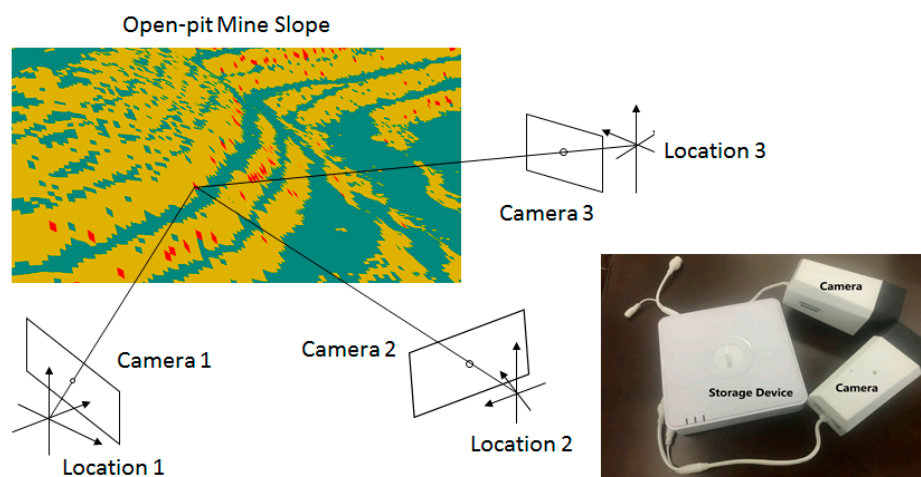 Open-pit Mine Slope
Location 3
Camera 3
Camera 1
Camera 2
Location 1
Location 2
Camera
Camera
Storage Device